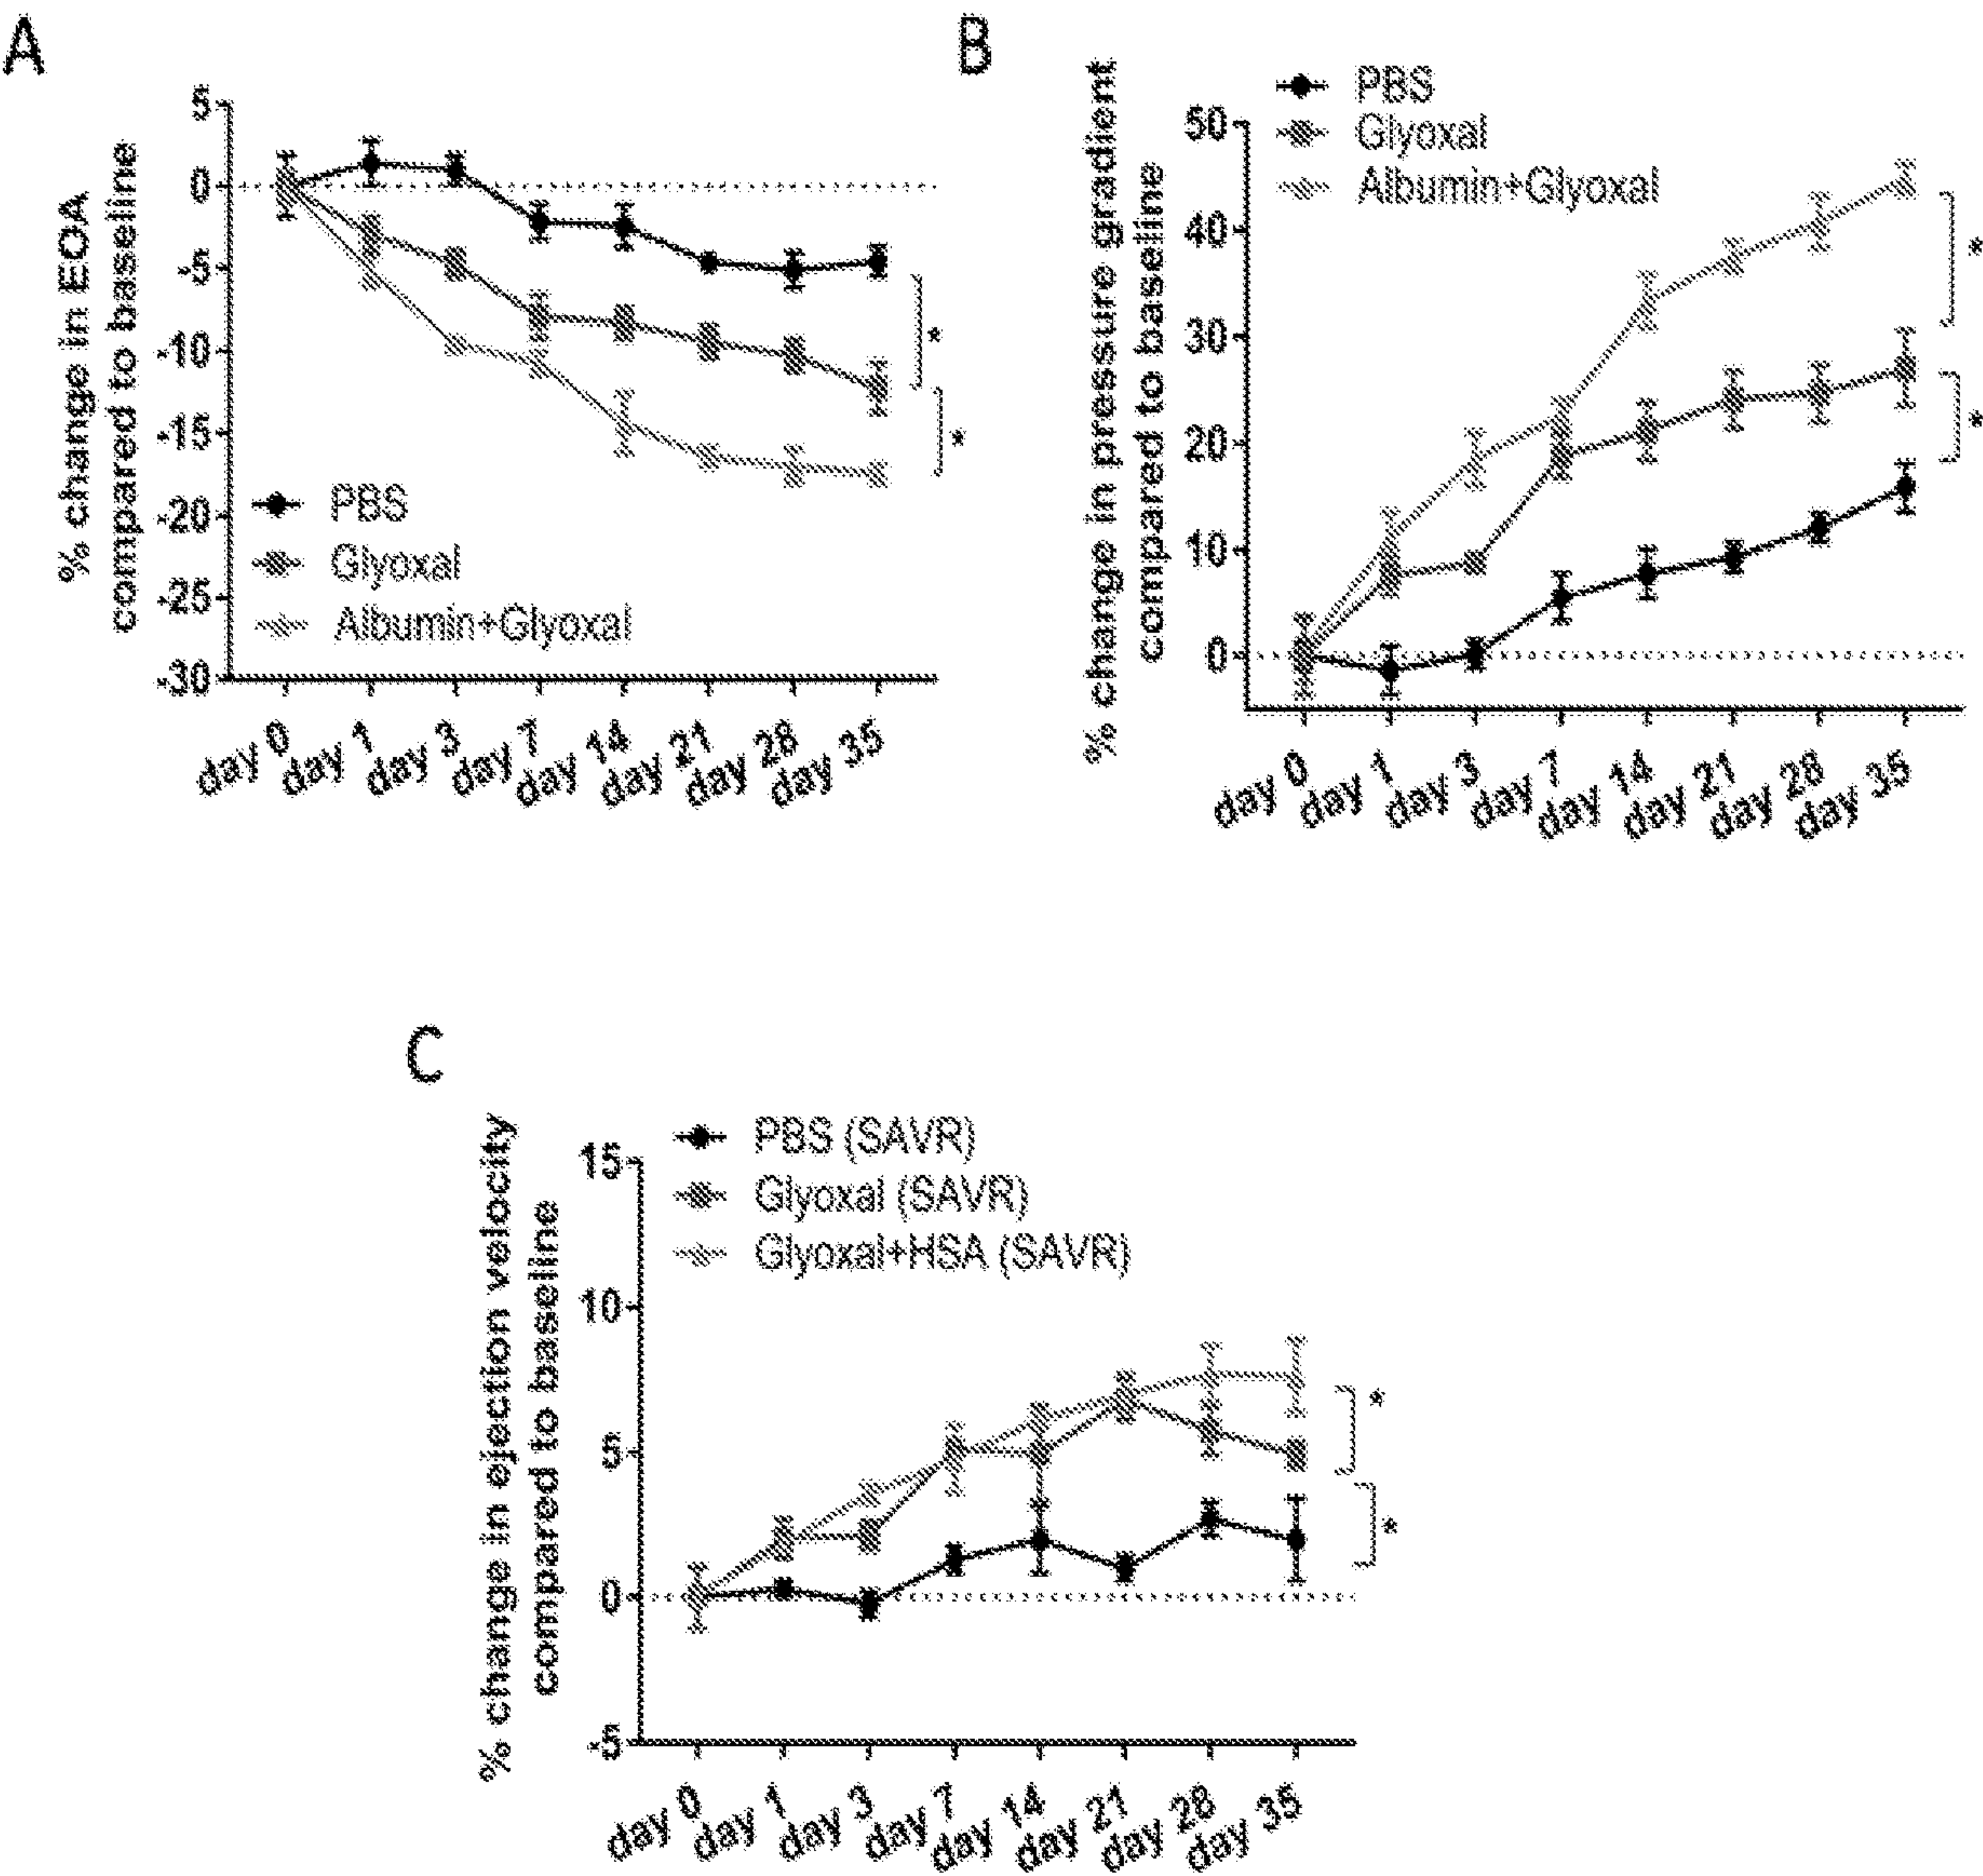 A
% change in EOA
compared to baseline
5
0
-5
-10
-15
-20
-25
-30
PBS
Glyoxal
Albumin+Glyoxal
*
*
day 0
day 1
day 3
day 7
day 14
day 21
day 28
day 35
B
% change in pressure gradient
compared to baseline
PBS
Glyoxal
Albumin+Glyoxal
50
40
30
20
10
0
*
*
day 0
day 1
day 3
day 7
day 14
day 21
day 28
day 35
C
% change in ejection velocity
compared to baseline
PBS (SAVR)
Glyoxal (SAVR)
Glyoxal+HSA (SAVR)
15
10
5
0
-5
*
*
day 0
day 1
day 3
day 7
day 14
day 21
day 28
day 35